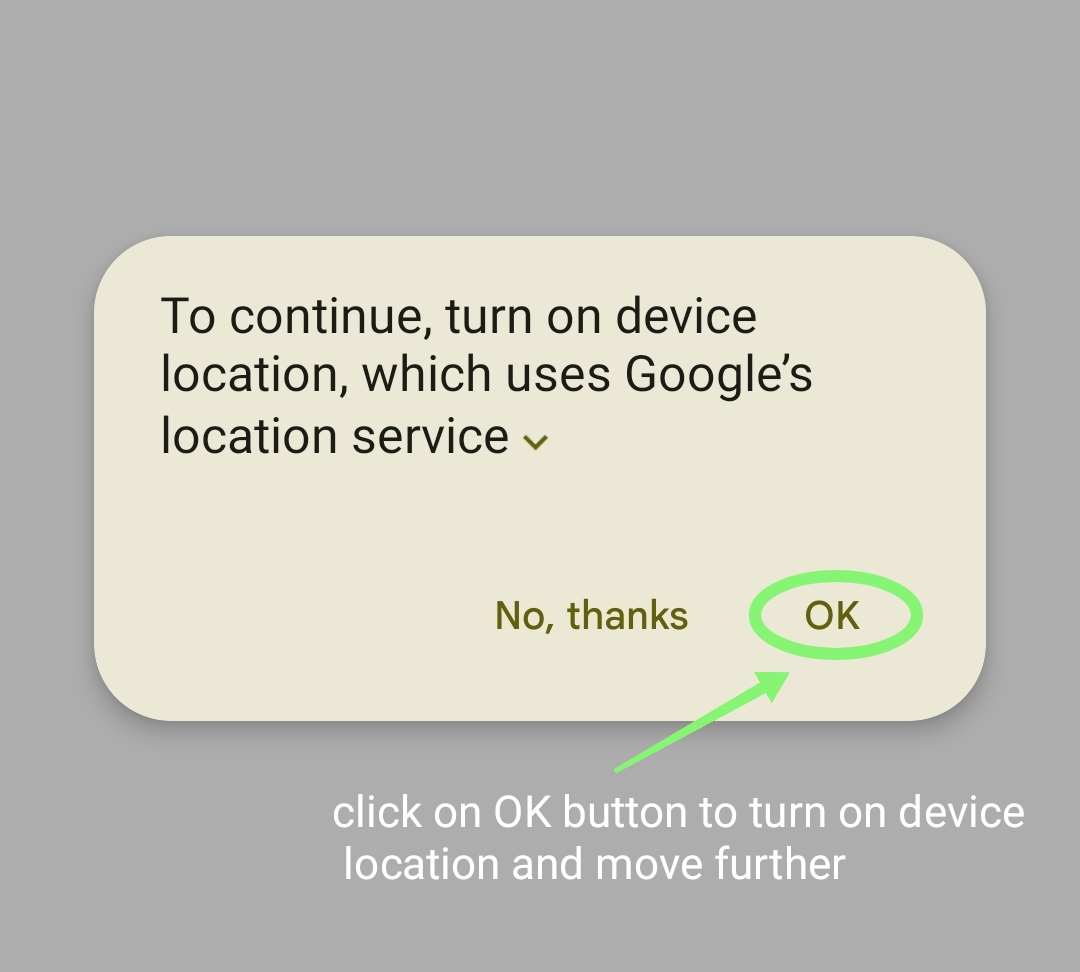 To continue, turn on device
location, which uses Google’s
location service
No, thanks
OK
click on OK button to turn on device
location and move further